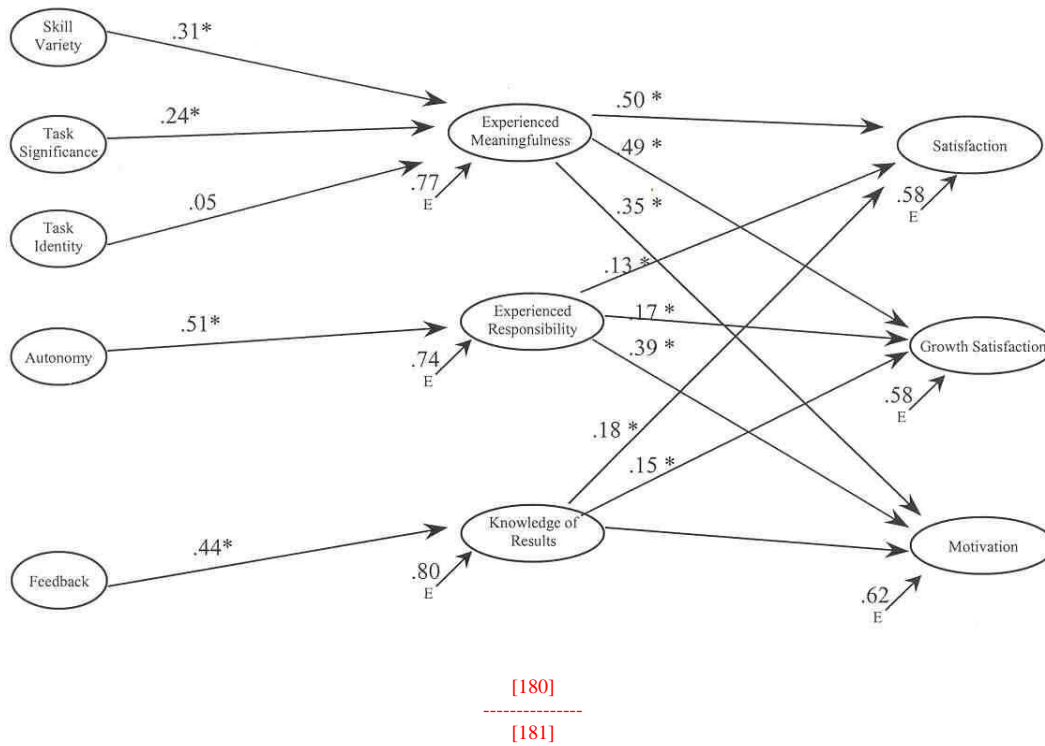 Skill
Variety
.31*
Task
Significance
.24*
Task
Identity
.05
Experienced
Meaningfulness
.77
E
.50 *
.49 *
.35 *
Satisfaction
.58
E
Autonomy
.51*
Experienced
Responsibility
.74
E
.13 *
.17 *
.39 *
Growth Satisfaction
.58
E
Feedback
.44*
Knowledge of
Results
.80
E
.18 *
.15 *
Motivation
.62
E
[180]
---------------
[181]